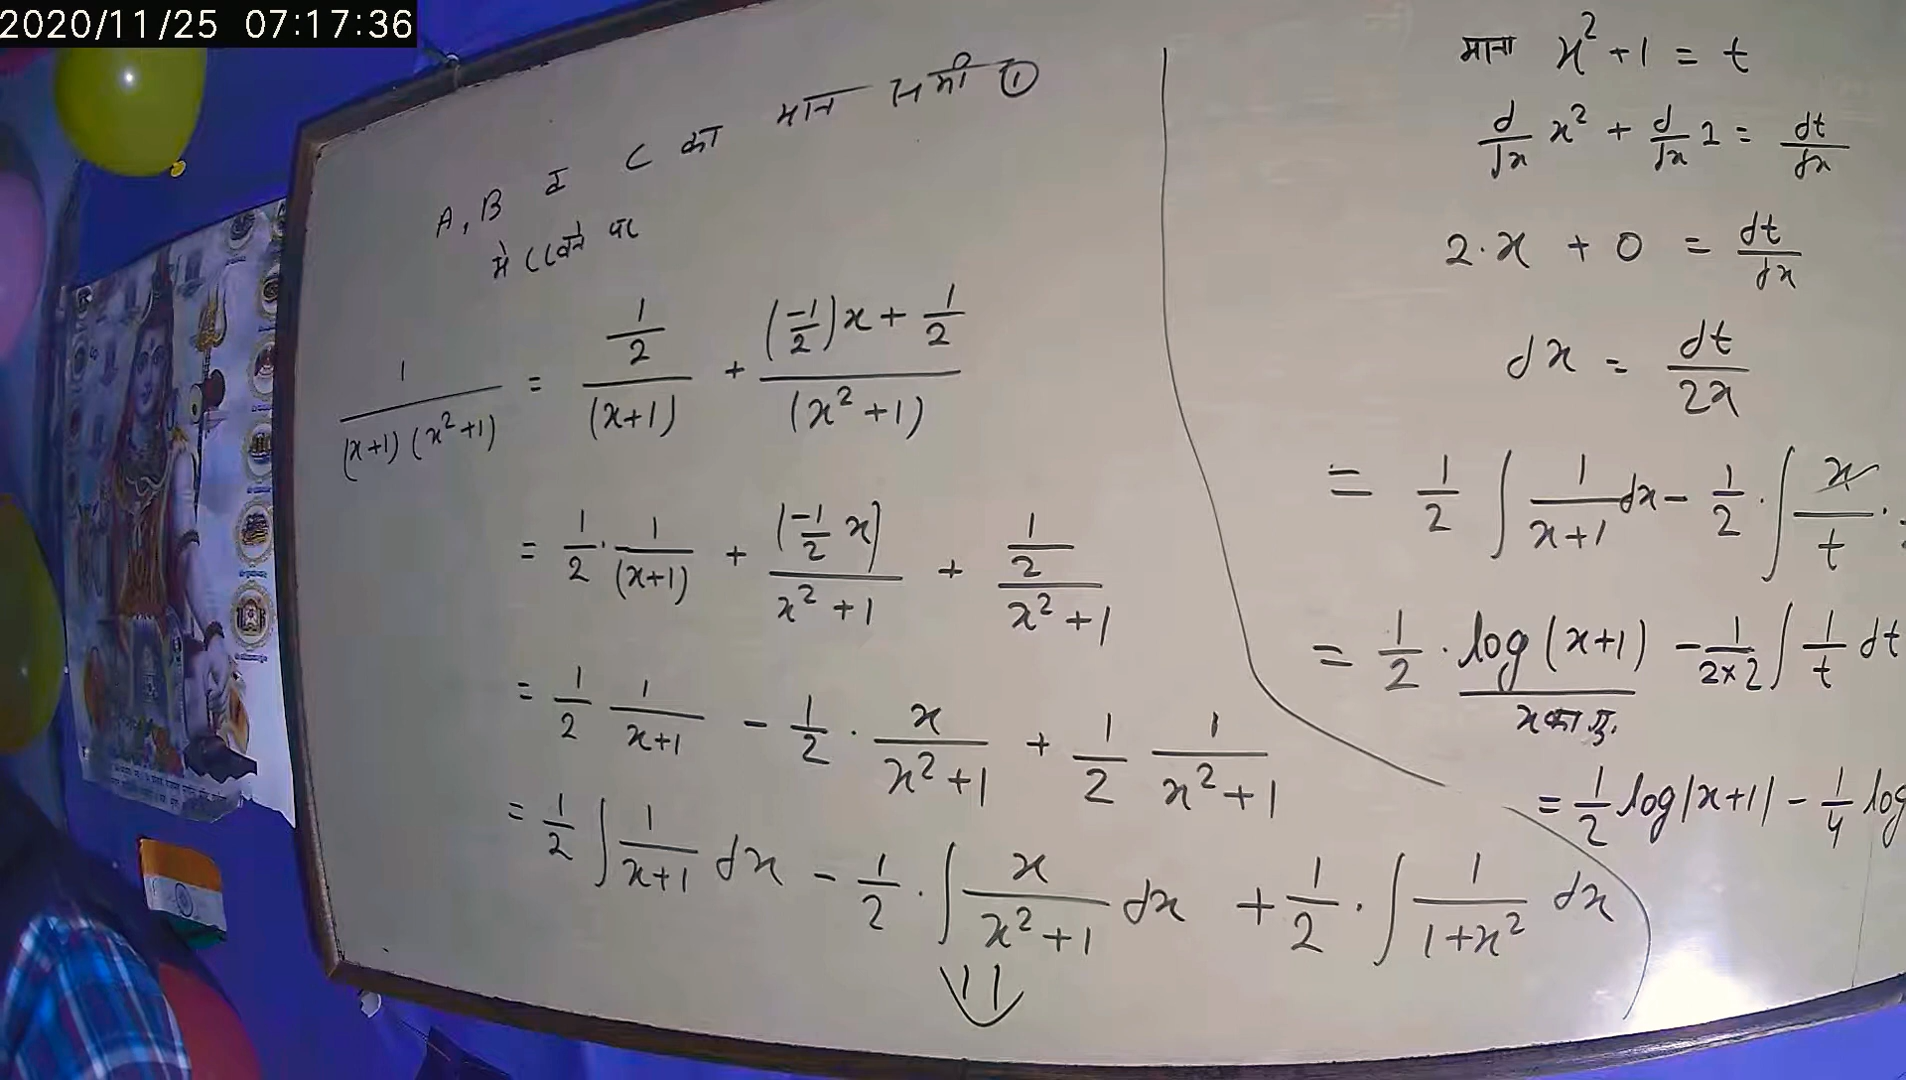 2020/11/25 07:17:36
A, B व C का मान समी ①
में रखने पर
1/((x+1)(x²+1)) = (1/2)/(x+1) + ((-1/2)x + 1/2)/(x²+1)
= 1/2 · 1/(x+1) + (-1/2 x)/(x²+1) + (1/2)/(x²+1)
= 1/2 1/(x+1) - 1/2 · x/(x²+1) + 1/2 1/(x²+1)
= 1/2 ∫ 1/(x+1) dx - 1/2 · ∫ x/(x²+1) dx + 1/2 · ∫ 1/(1+x²) dx
माना x²+1 = t
d/dx x² + d/dx 1 = dt/dx
2·x + 0 = dt/dx
dx = dt/2x
= 1/2 ∫ 1/(x+1) dx - 1/2 · ∫ x/t ·
= 1/2 · log(x+1) - 1/(2×2) ∫ 1/t dt
x का गु.
= 1/2 log|x+1| - 1/4 log